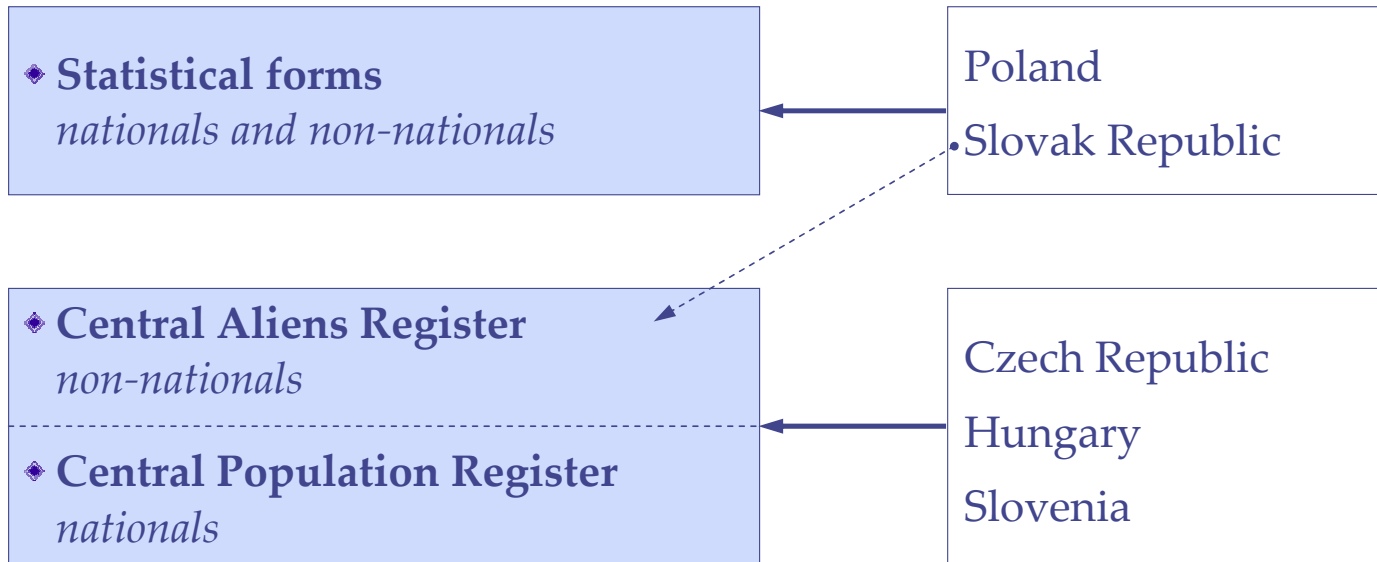 Statistical forms
nationals and non-nationals
Poland
Slovak Republic
Central Aliens Register
non-nationals
Central Population Register
nationals
Czech Republic
Hungary
Slovenia